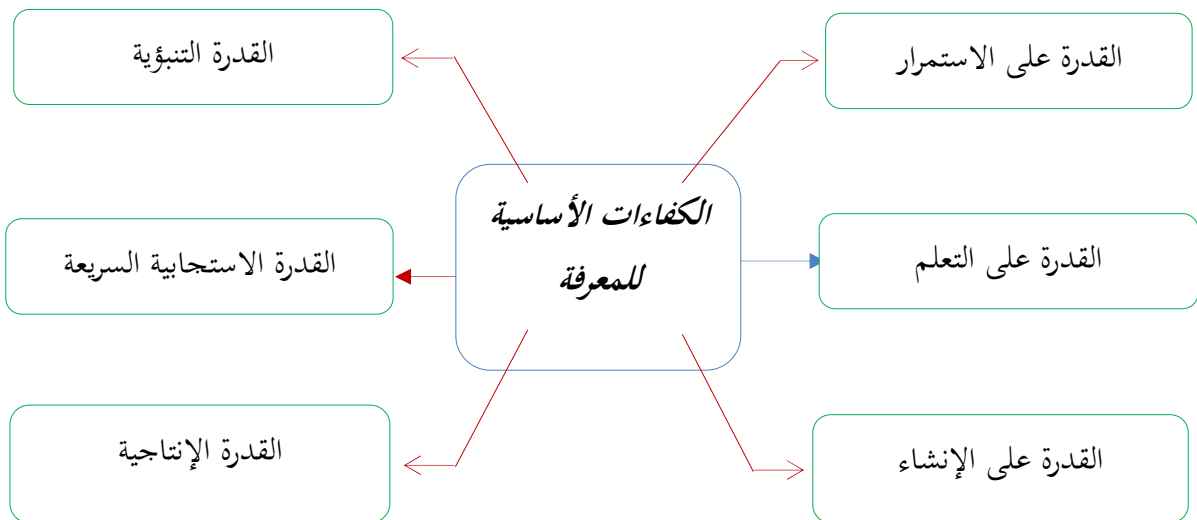 القدرة على الاستمرار
القدرة التنبؤية
الكفاءات الأساسية
للمعرفة
القدرة على التعلم
القدرة الاستجابية السريعة
القدرة على الإنشاء
القدرة الإنتاجية